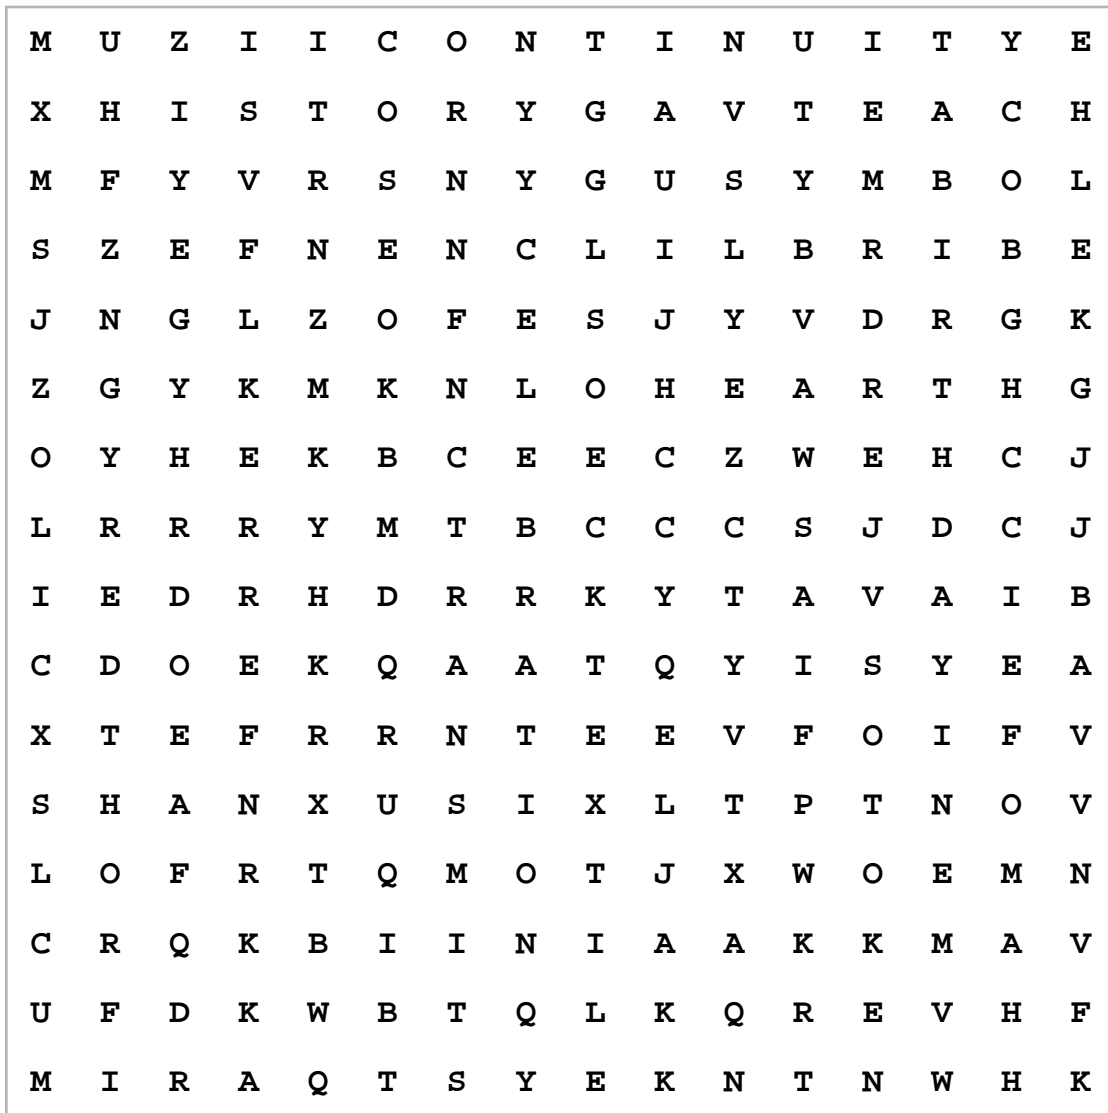 M U Z I I C O N T I N U I T Y E
X H I S T O R Y G A V T E A C H
M F Y V R S N Y G U S Y M B O L
S Z E F N E N C L I L B R I B E
J N G L Z O F E S J Y V D R G K
Z G Y K M K N L O H E A R T H G
O Y H E K B C E E C Z W E H C J
L R R R Y M T B C C C S J D C J
I E D R H D R R K Y T A V A I B
C D O E K Q A A T Q Y I S Y E A
X T E F R R N T E E V F O I F V
S H A N X U S I X L T P T N O V
L O F R T Q M O T J X W O E M N
C R Q K B I I N I A A K K M A V
U F D K W B T Q L K Q R E V H F
M I R A Q T S Y E K N T N W H K